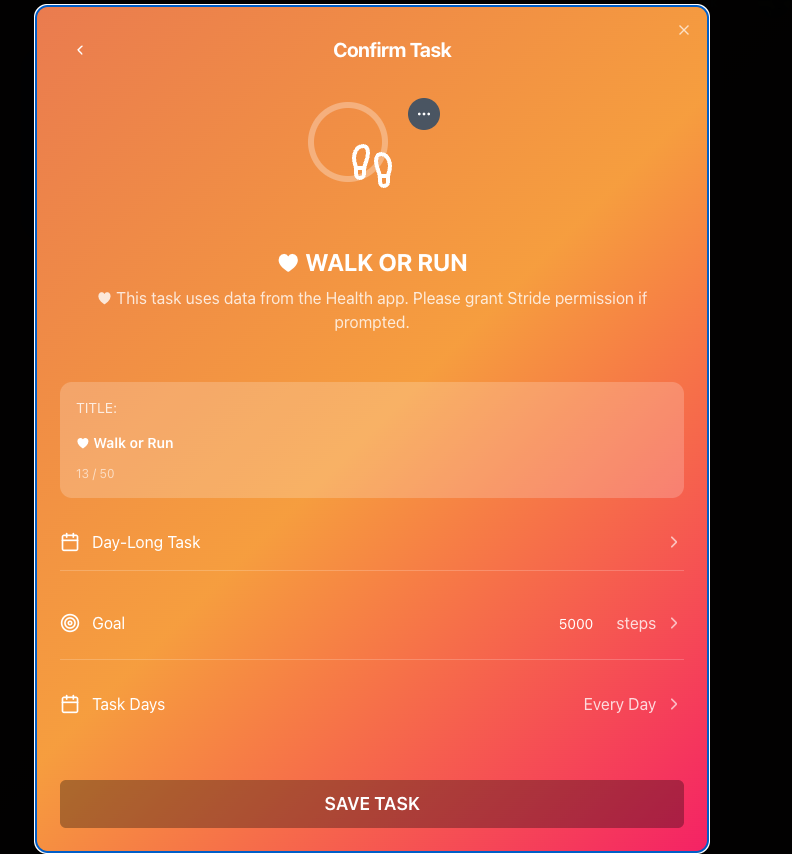 Confirm Task
WALK OR RUN
This task uses data from the Health app. Please grant Stride permission if
prompted.
TITLE:
Walk or Run
13 / 50
Day-Long Task
Goal
5000 steps
Task Days
Every Day
SAVE TASK